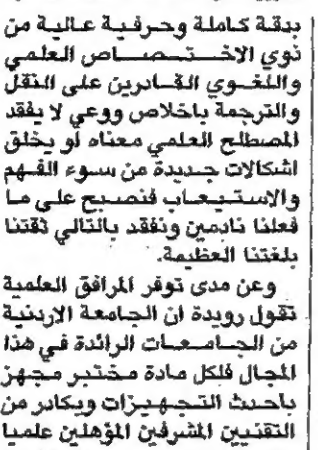 بدقة كاملة وحرفية عالية من
ذوي الاختصاص العلمي
واللغوي القادرين على النقل
والترجمة باخلاص ووعي لا يفقد
المصطلح العلمي معناه او يخلق
اشكالات جديدة من سوء الفهم
والاستيعاب فنصبح على ما
فعلنا نادمين ونفقد بالتالي ثقتنا
بلغتنا العظيمة.
وعن مدى توفر المرافق العلمية
تقول رويدة ان الجامعة الاردنية
من الجامعات الرائدة في هذا
المجال فلكل مادة مختبر مجهز
باحدث التجهيزات وبكادر من
التقنيين المشرفين المؤهلين علميا